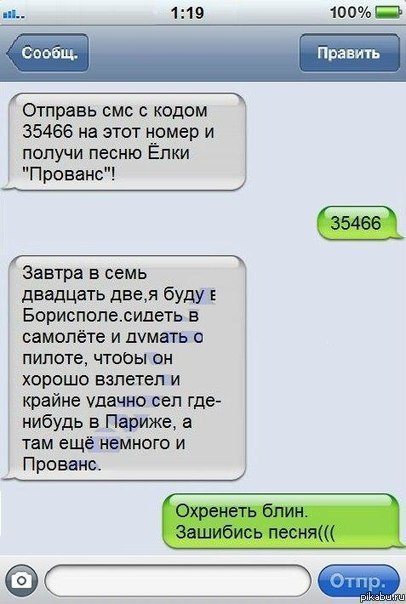 1:19 100%
Сообщ. Править
Отправь смс с кодом
35466 на этот номер и
получи песню Ёлки
"Прованс"!
35466
Завтра в семь
двадцать две,я буду в
Борисполе.сидеть в
самолёте и думать о
пилоте, чтобы он
хорошо взлетел и
крайне удачно сел где-
нибудь в Париже, а
там ещё немного и
Прованс.
Охренеть блин.
Зашибись песня(((
Отпр.
pikabu.ru